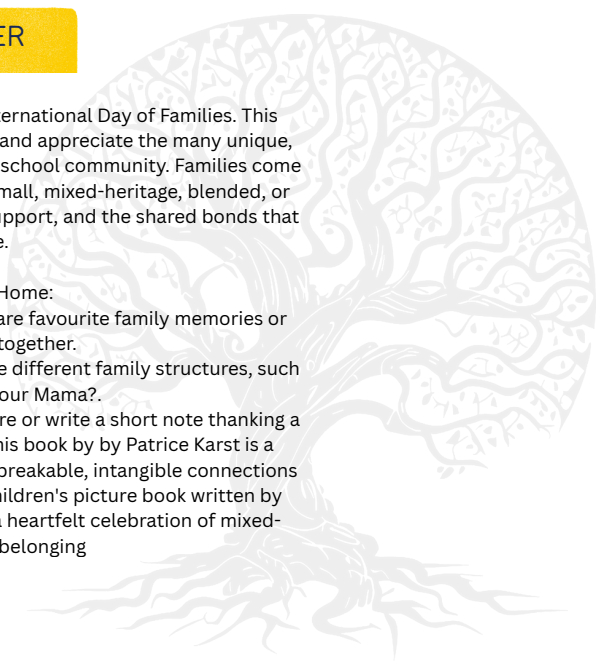 ER
ternational Day of Families. This
and appreciate the many unique,
school community. Families come
mall, mixed-heritage, blended, or
upport, and the shared bonds that
e.
Home:
are favourite family memories or
together.
e different family structures, such
our Mama?.
re or write a short note thanking a
his book by by Patrice Karst is a
breakable, intangible connections
hildren's picture book written by
a heartfelt celebration of mixed-
belonging